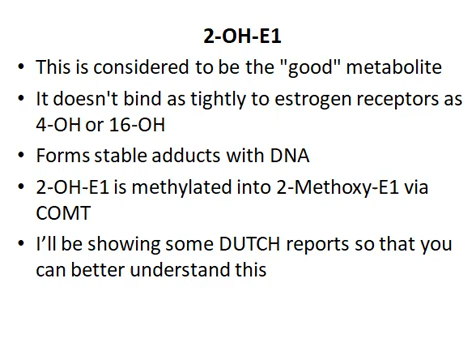 2-OH-E1
• This is considered to be the "good" metabolite
• It doesn't bind as tightly to estrogen receptors as
4-OH or 16-OH
• Forms stable adducts with DNA
• 2-OH-E1 is methylated into 2-Methoxy-E1 via
COMT
• I’ll be showing some DUTCH reports so that you
can better understand this